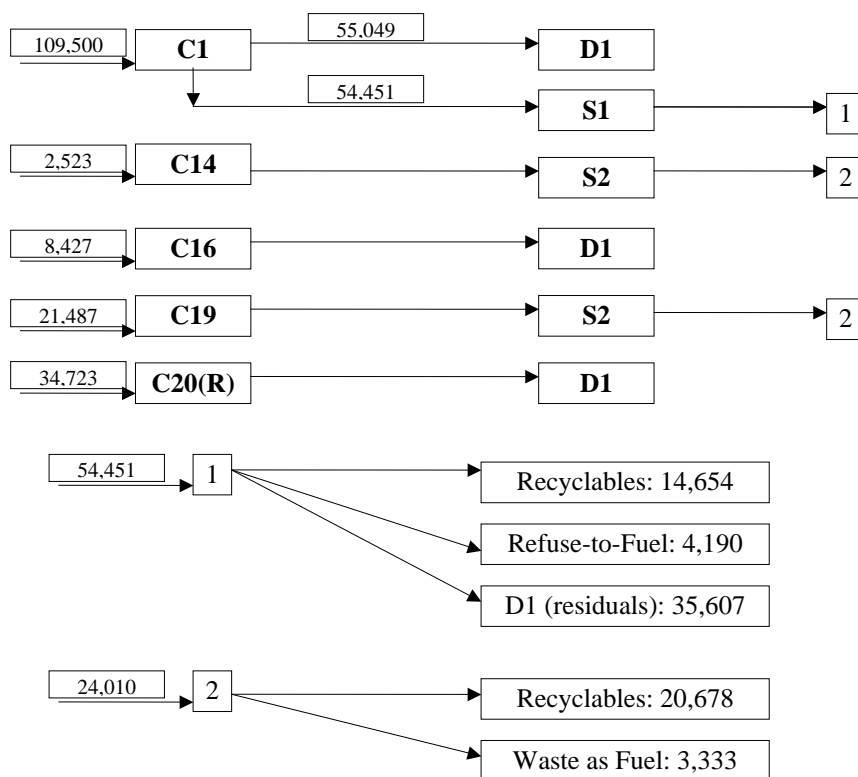 109,500
C1
55,049
D1
54,451
S1
1
2,523
C14
S2
2
8,427
C16
D1
21,487
C19
S2
2
34,723
C20(R)
D1
54,451
1
Recyclables: 14,654
Refuse-to-Fuel: 4,190
D1 (residuals): 35,607
24,010
2
Recyclables: 20,678
Waste as Fuel: 3,333